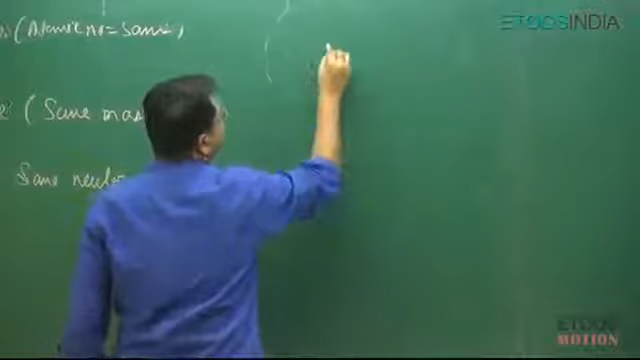 ETOOSINDIA
(Atomic no = same)
(Same mas
Same neutro
ETOOS
MOTION